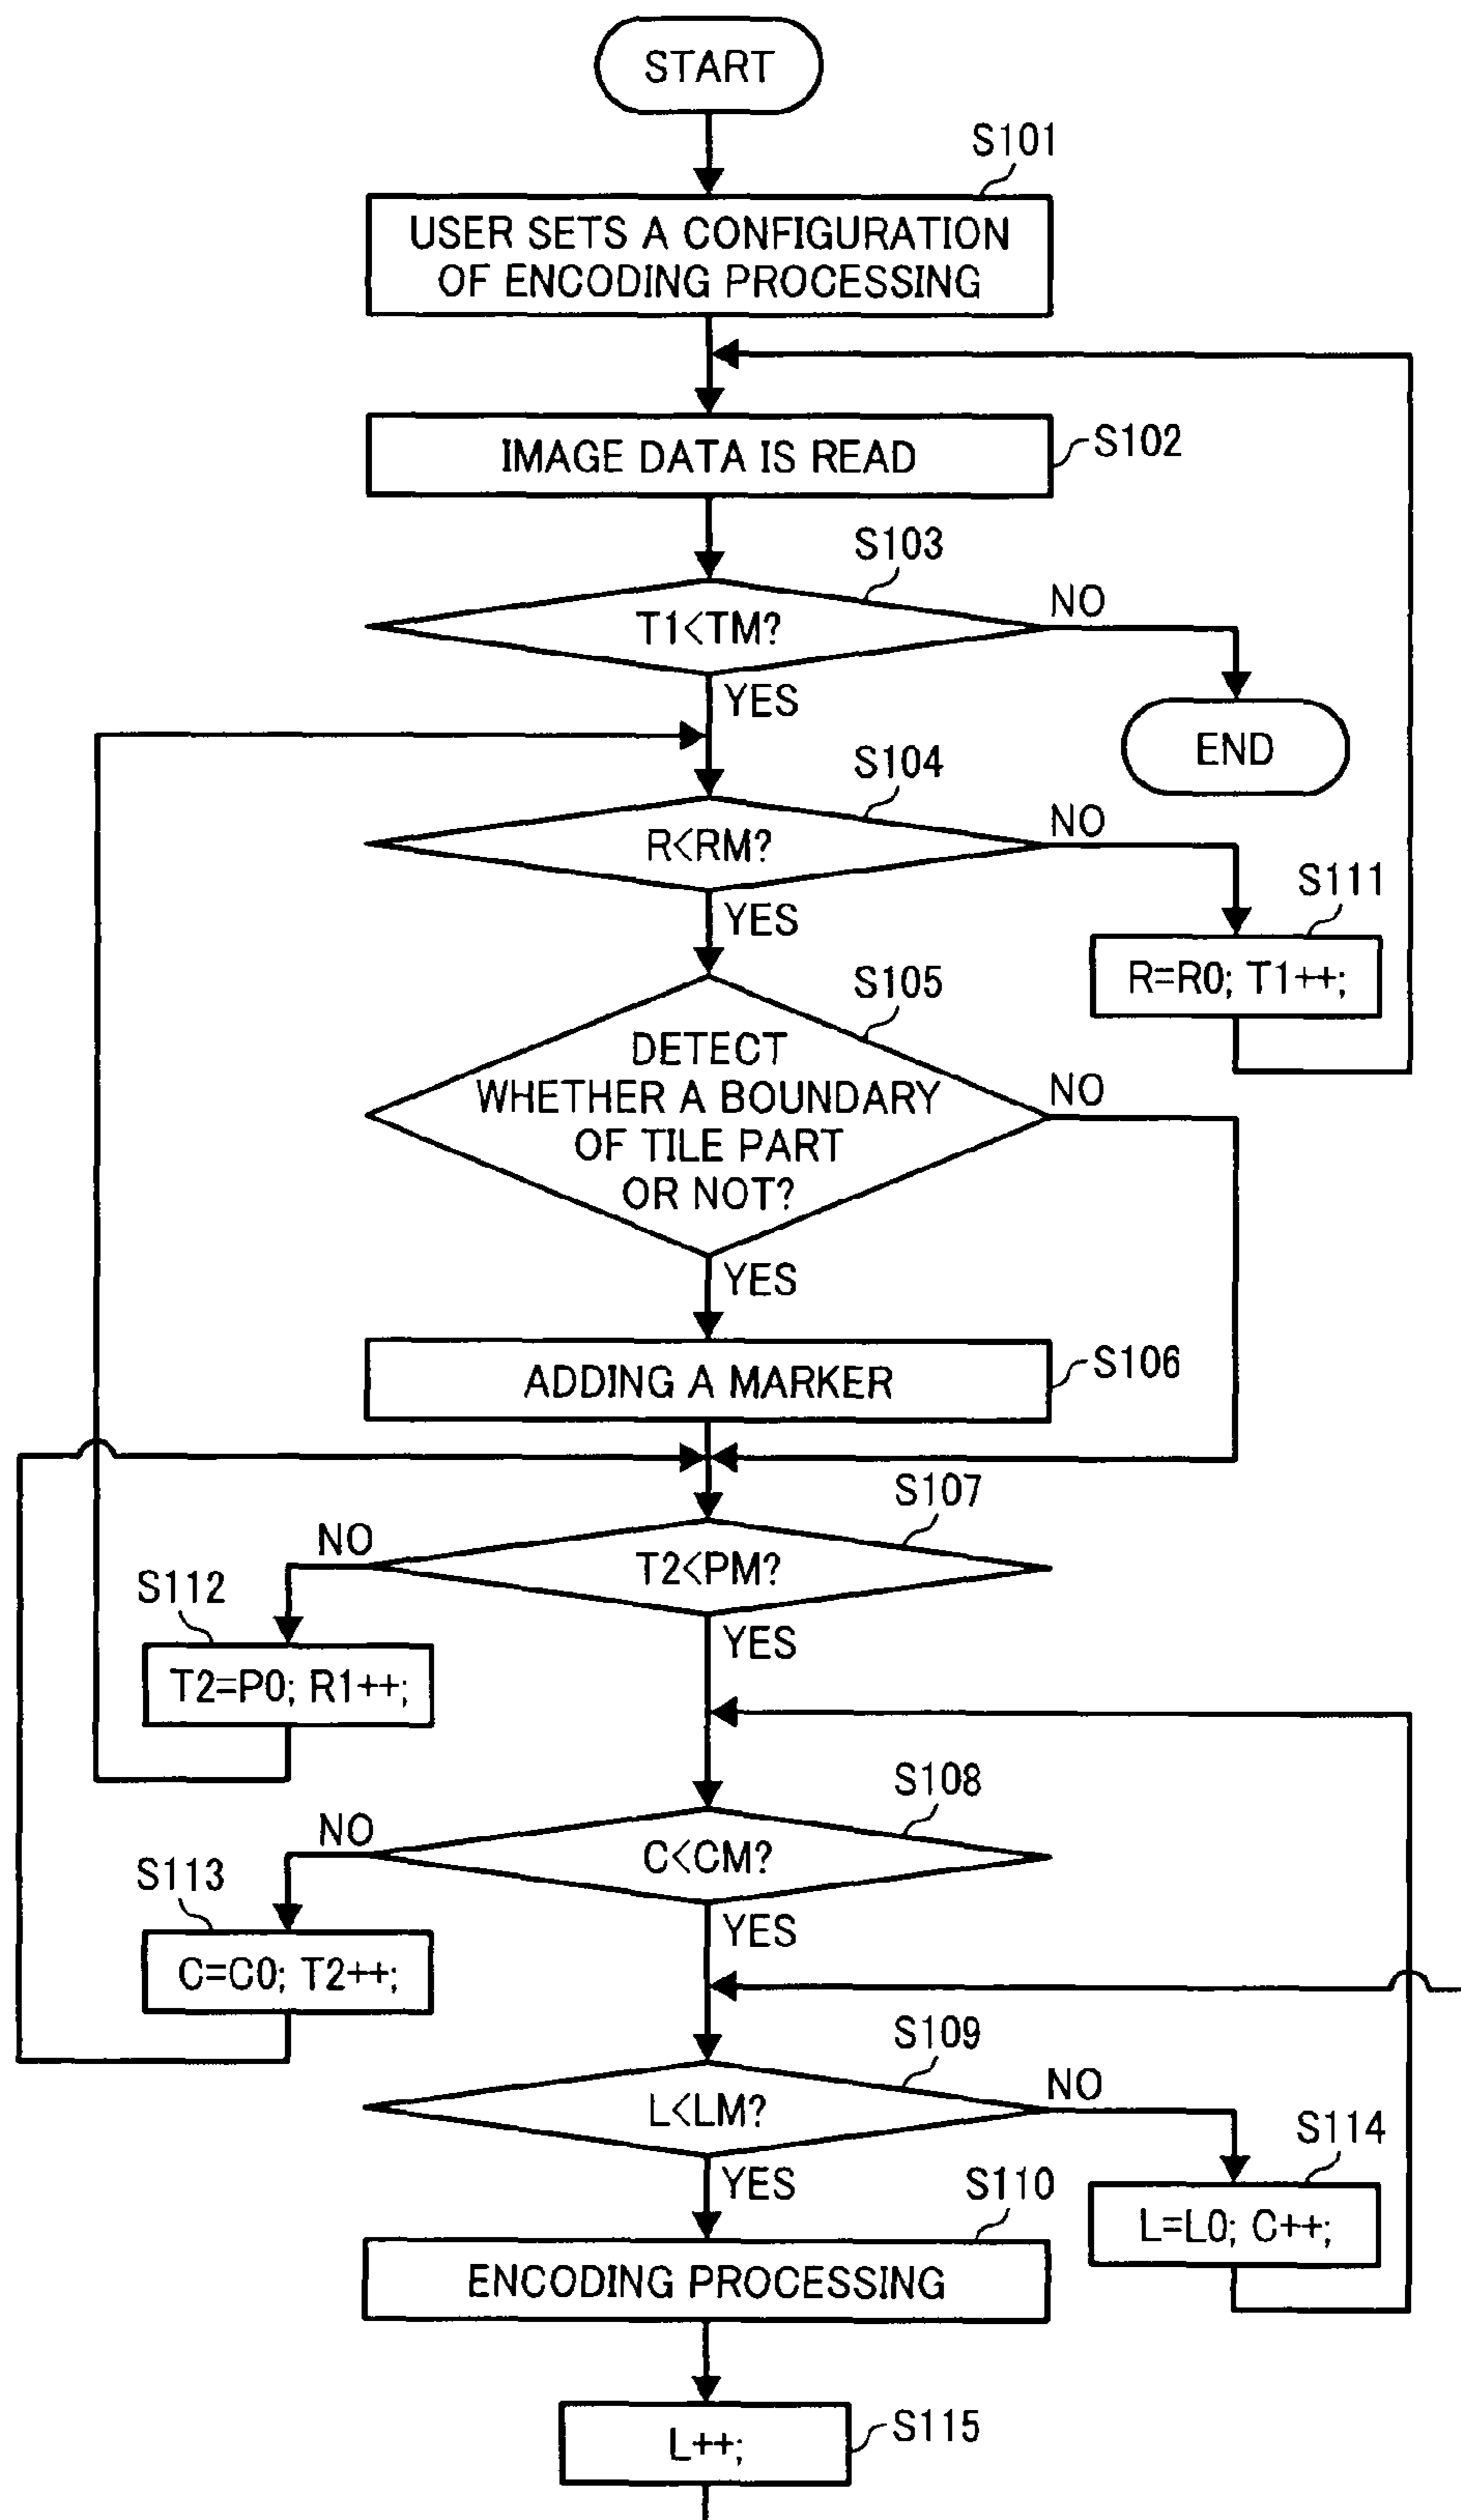 START
S101
USER SETS A CONFIGURATION
OF ENCODING PROCESSING
IMAGE DATA IS READ
S102
S103
T1<TM?
NO
YES
END
S104
R<RM?
NO
YES
S111
R=R0; T1++;
S105
DETECT
WHETHER A BOUNDARY
OF TILE PART
OR NOT?
NO
YES
ADDING A MARKER
S106
S107
T2<PM?
NO
YES
S112
T2=P0; R1++;
S108
C<CM?
NO
YES
S113
C=C0; T2++;
S109
L<LM?
NO
YES
S114
L=L0; C++;
S110
ENCODING PROCESSING
L++;
S115